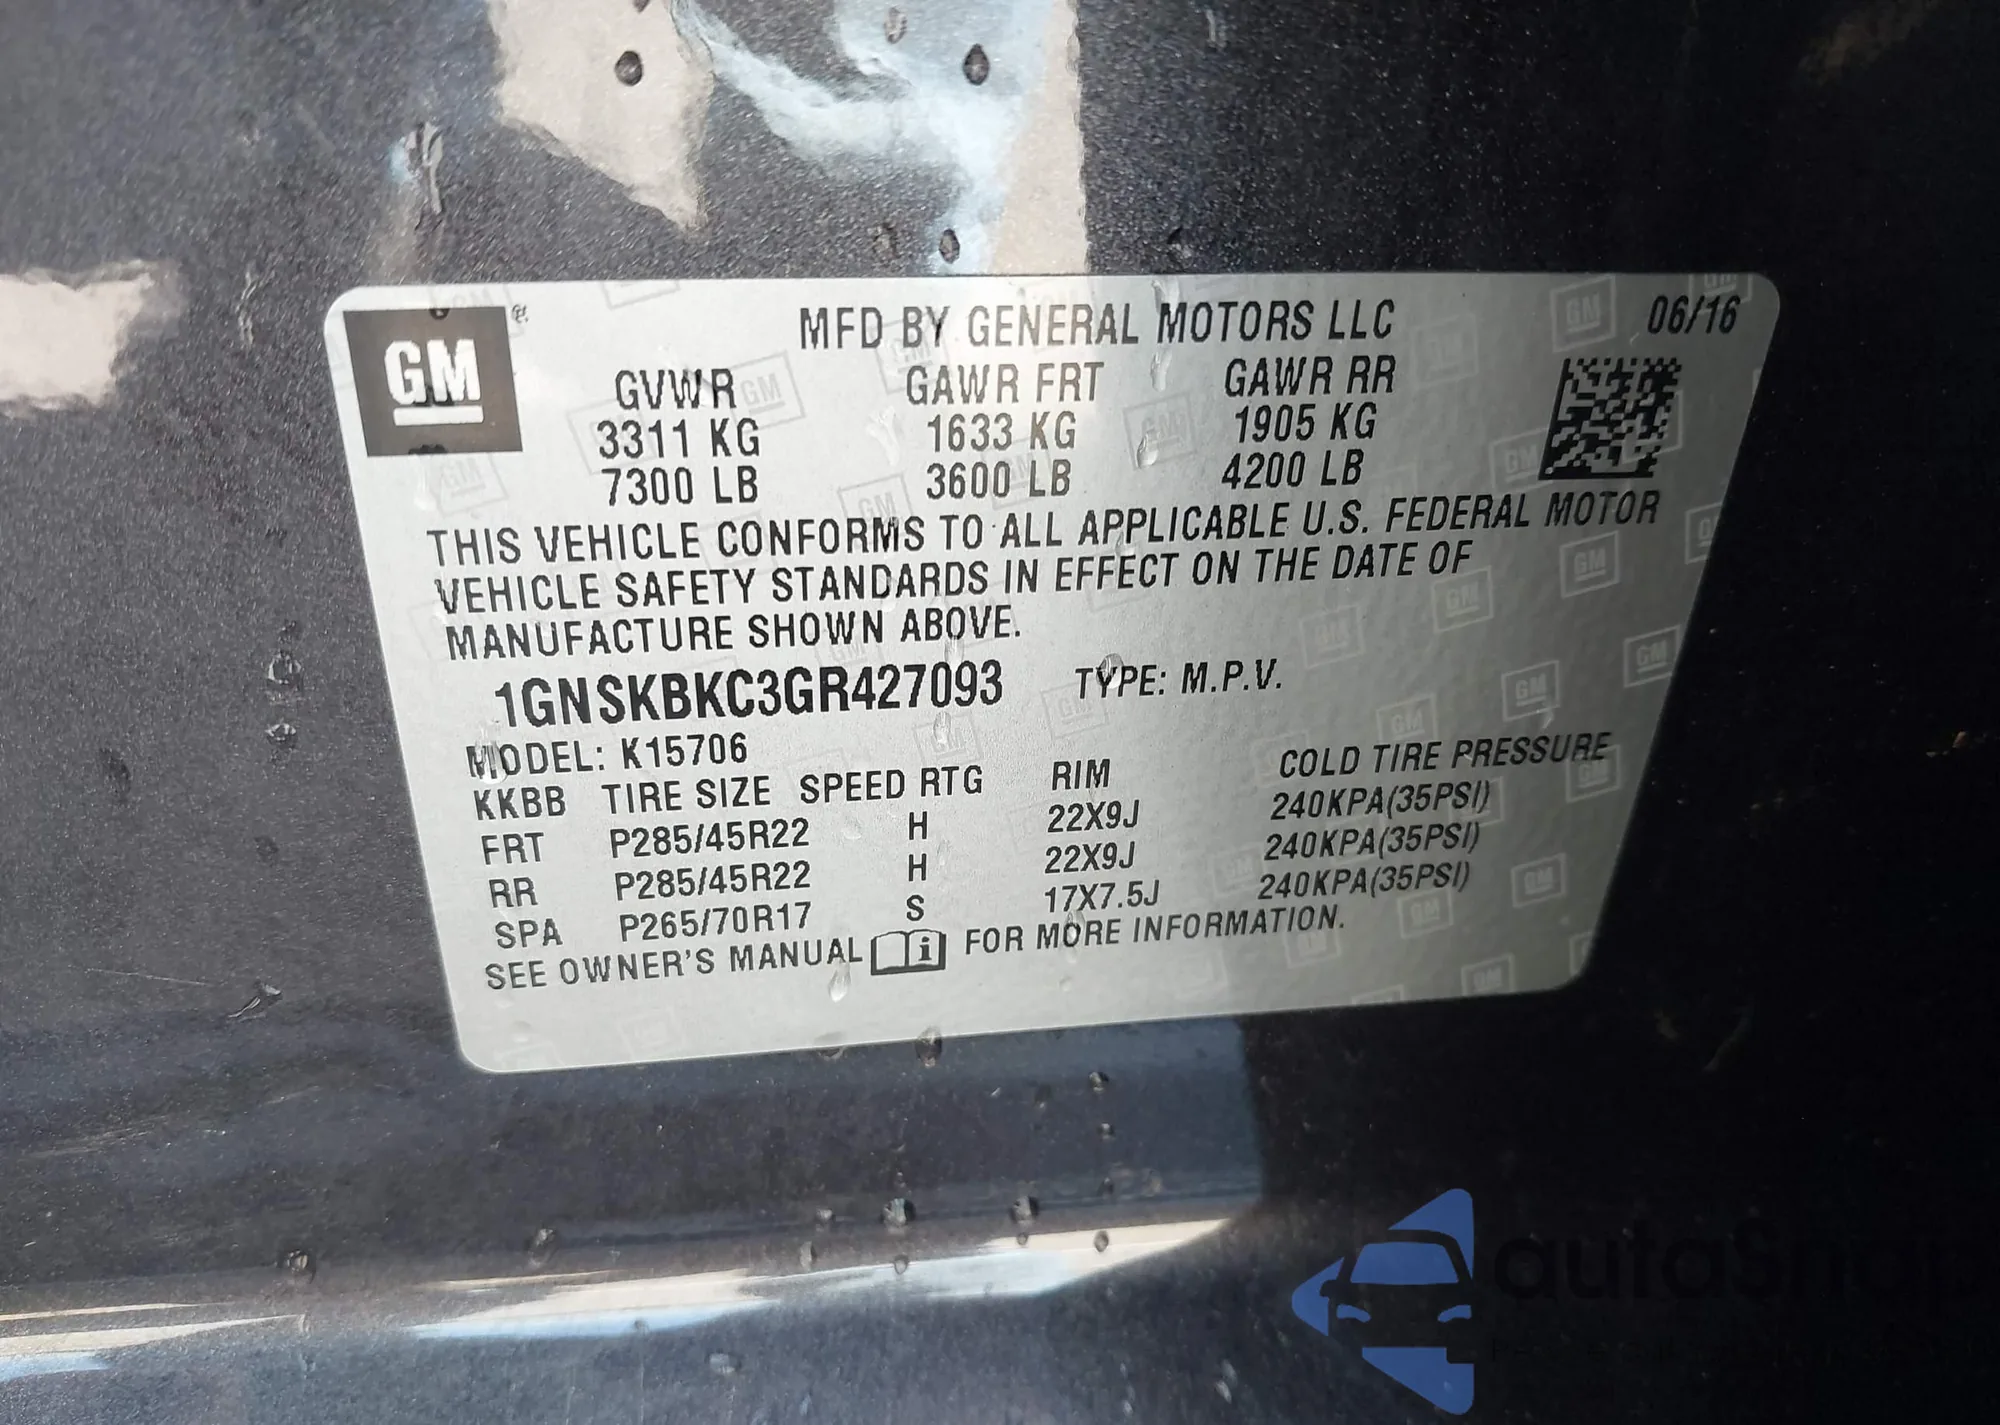 GM ®
MFD BY GENERAL MOTORS LLC 06/16
GVWR GAWR FRT GAWR RR
3311 KG 1633 KG 1905 KG
7300 LB 3600 LB 4200 LB
THIS VEHICLE CONFORMS TO ALL APPLICABLE U.S. FEDERAL MOTOR
VEHICLE SAFETY STANDARDS IN EFFECT ON THE DATE OF
MANUFACTURE SHOWN ABOVE.
1GNSKBKC3GR427093 TYPE: M.P.V.
MODEL: K15706
KKBB TIRE SIZE SPEED RTG RIM COLD TIRE PRESSURE
FRT P285/45R22 H 22X9J 240KPA(35PSI)
RR P285/45R22 H 22X9J 240KPA(35PSI)
SPA P265/70R17 S 17X7.5J 240KPA(35PSI)
SEE OWNER'S MANUAL i FOR MORE INFORMATION.
autaShop